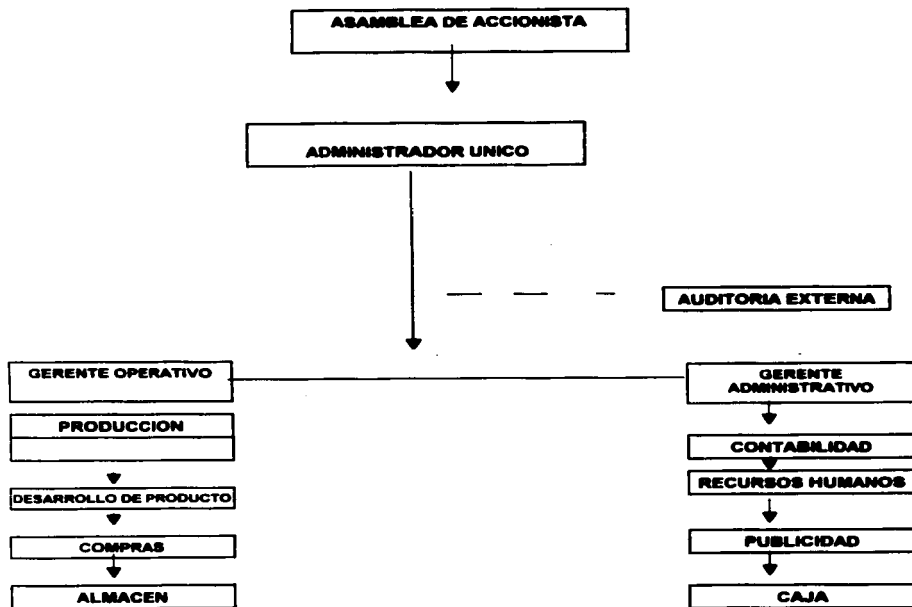 ASAMBLEA DE ACCIONISTA
ADMINISTRADOR UNICO
AUDITORIA EXTERNA
GERENTE OPERATIVO
PRODUCCION
DESARROLLO DE PRODUCTO
COMPRAS
ALMACEN
GERENTE
ADMINISTRATIVO
CONTABILIDAD
RECURSOS HUMANOS
PUBLICIDAD
CAJA